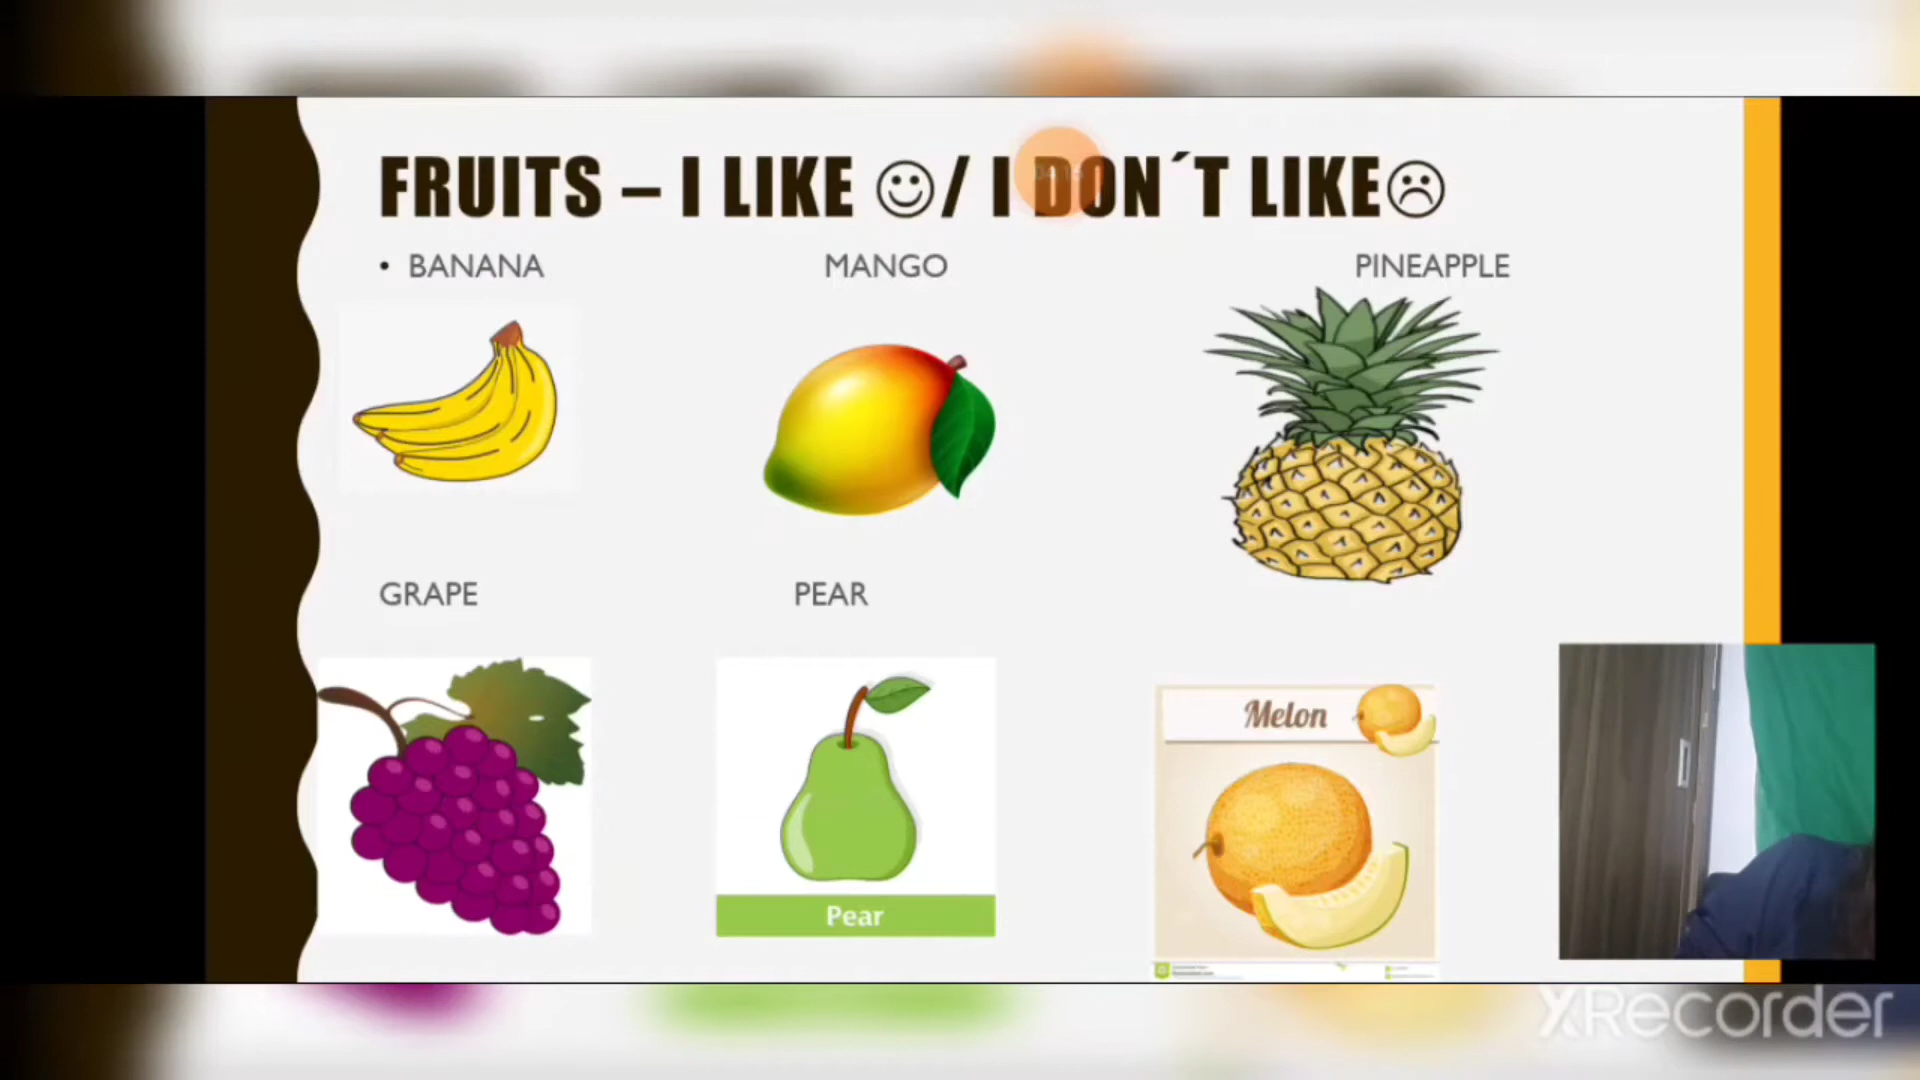 FRUITS – I LIKE ☺/ I DON´T LIKE☹
• BANANA MANGO PINEAPPLE
GRAPE PEAR
Melon
Pear
XRecorder